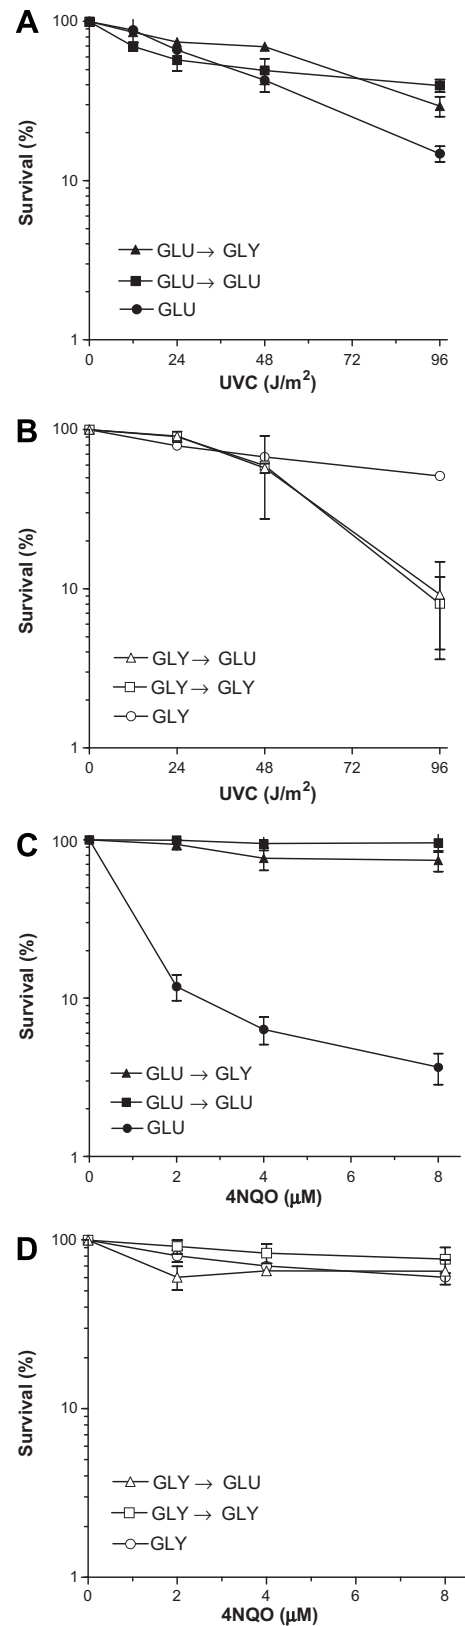 A
Survival (%)
100
10
1
GLU→ GLY
GLU→ GLU
GLU
0 24 48 72 96
UVC (J/m²)
B
Survival (%)
100
10
1
GLY→ GLU
GLY→ GLY
GLY
0 24 48 72 96
UVC (J/m²)
C
Survival (%)
100
10
1
GLU → GLY
GLU → GLU
GLU
0 2 4 6 8
4NQO (µM)
D
Survival (%)
100
10
1
GLY → GLU
GLY → GLY
GLY
0 2 4 6 8
4NQO (µM)